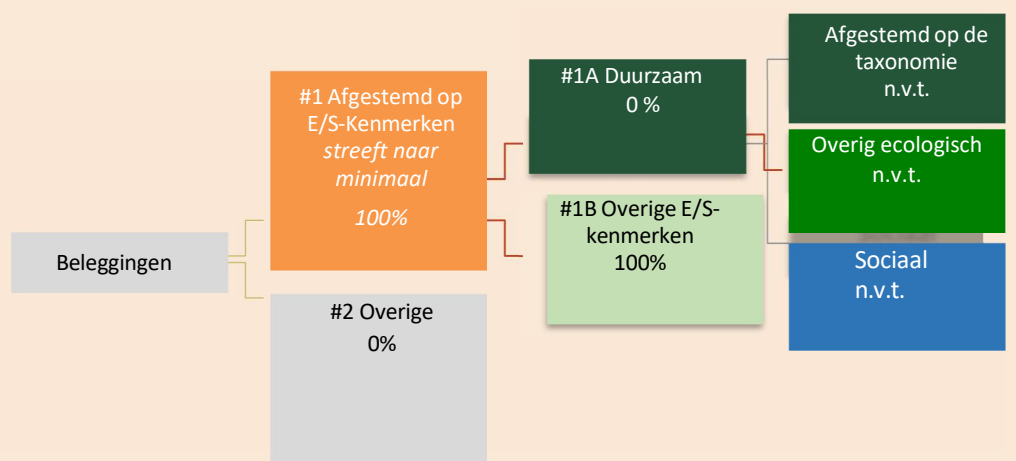 Beleggingen
#1 Afgestemd op
E/S-Kenmerken
streeft naar
minimaal
100%
#2 Overige
0%
#1A Duurzaam
0 %
#1B Overige E/S-
kenmerken
100%
Afgestemd op de
taxonomie
n.v.t.
Overig ecologisch
n.v.t.
Sociaal
n.v.t.